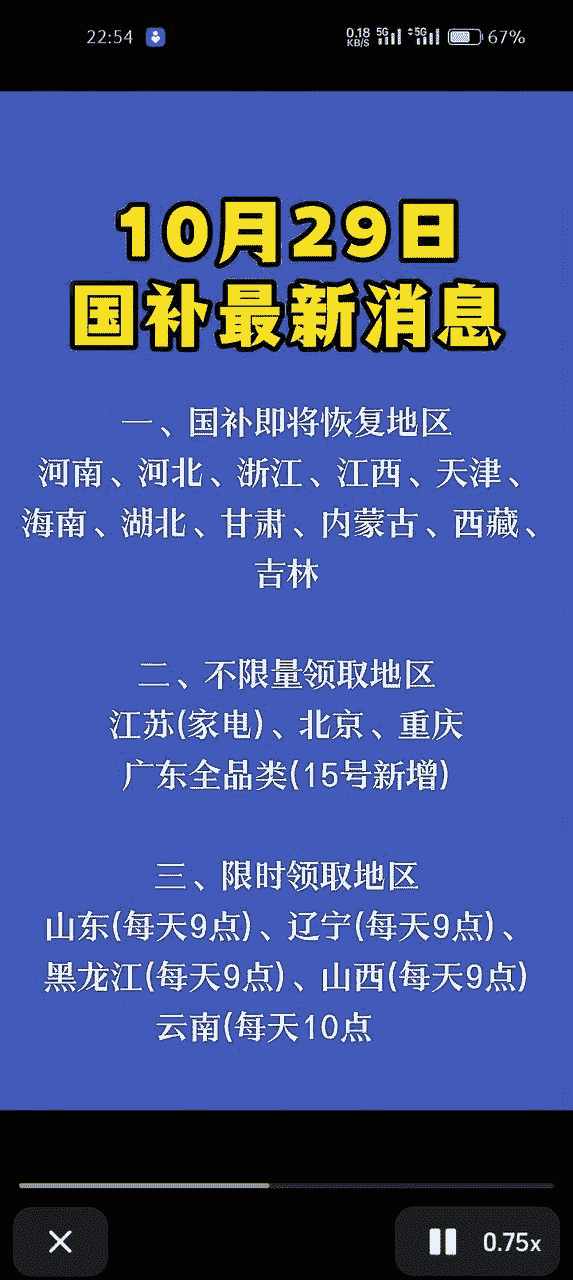 22:54
0.18 KB/S 5G 5G 67%
10月29日
国补最新消息
一、国补即将恢复地区
河南、河北、浙江、江西、天津、
海南、湖北、甘肃、内蒙古、西藏、
吉林
二、不限量领取地区
江苏(家电)、北京、重庆
广东全品类(15号新增)
三、限时领取地区
山东(每天9点)、辽宁(每天9点)、
黑龙江(每天9点)、山西(每天9点)
云南(每天10点
0.75x